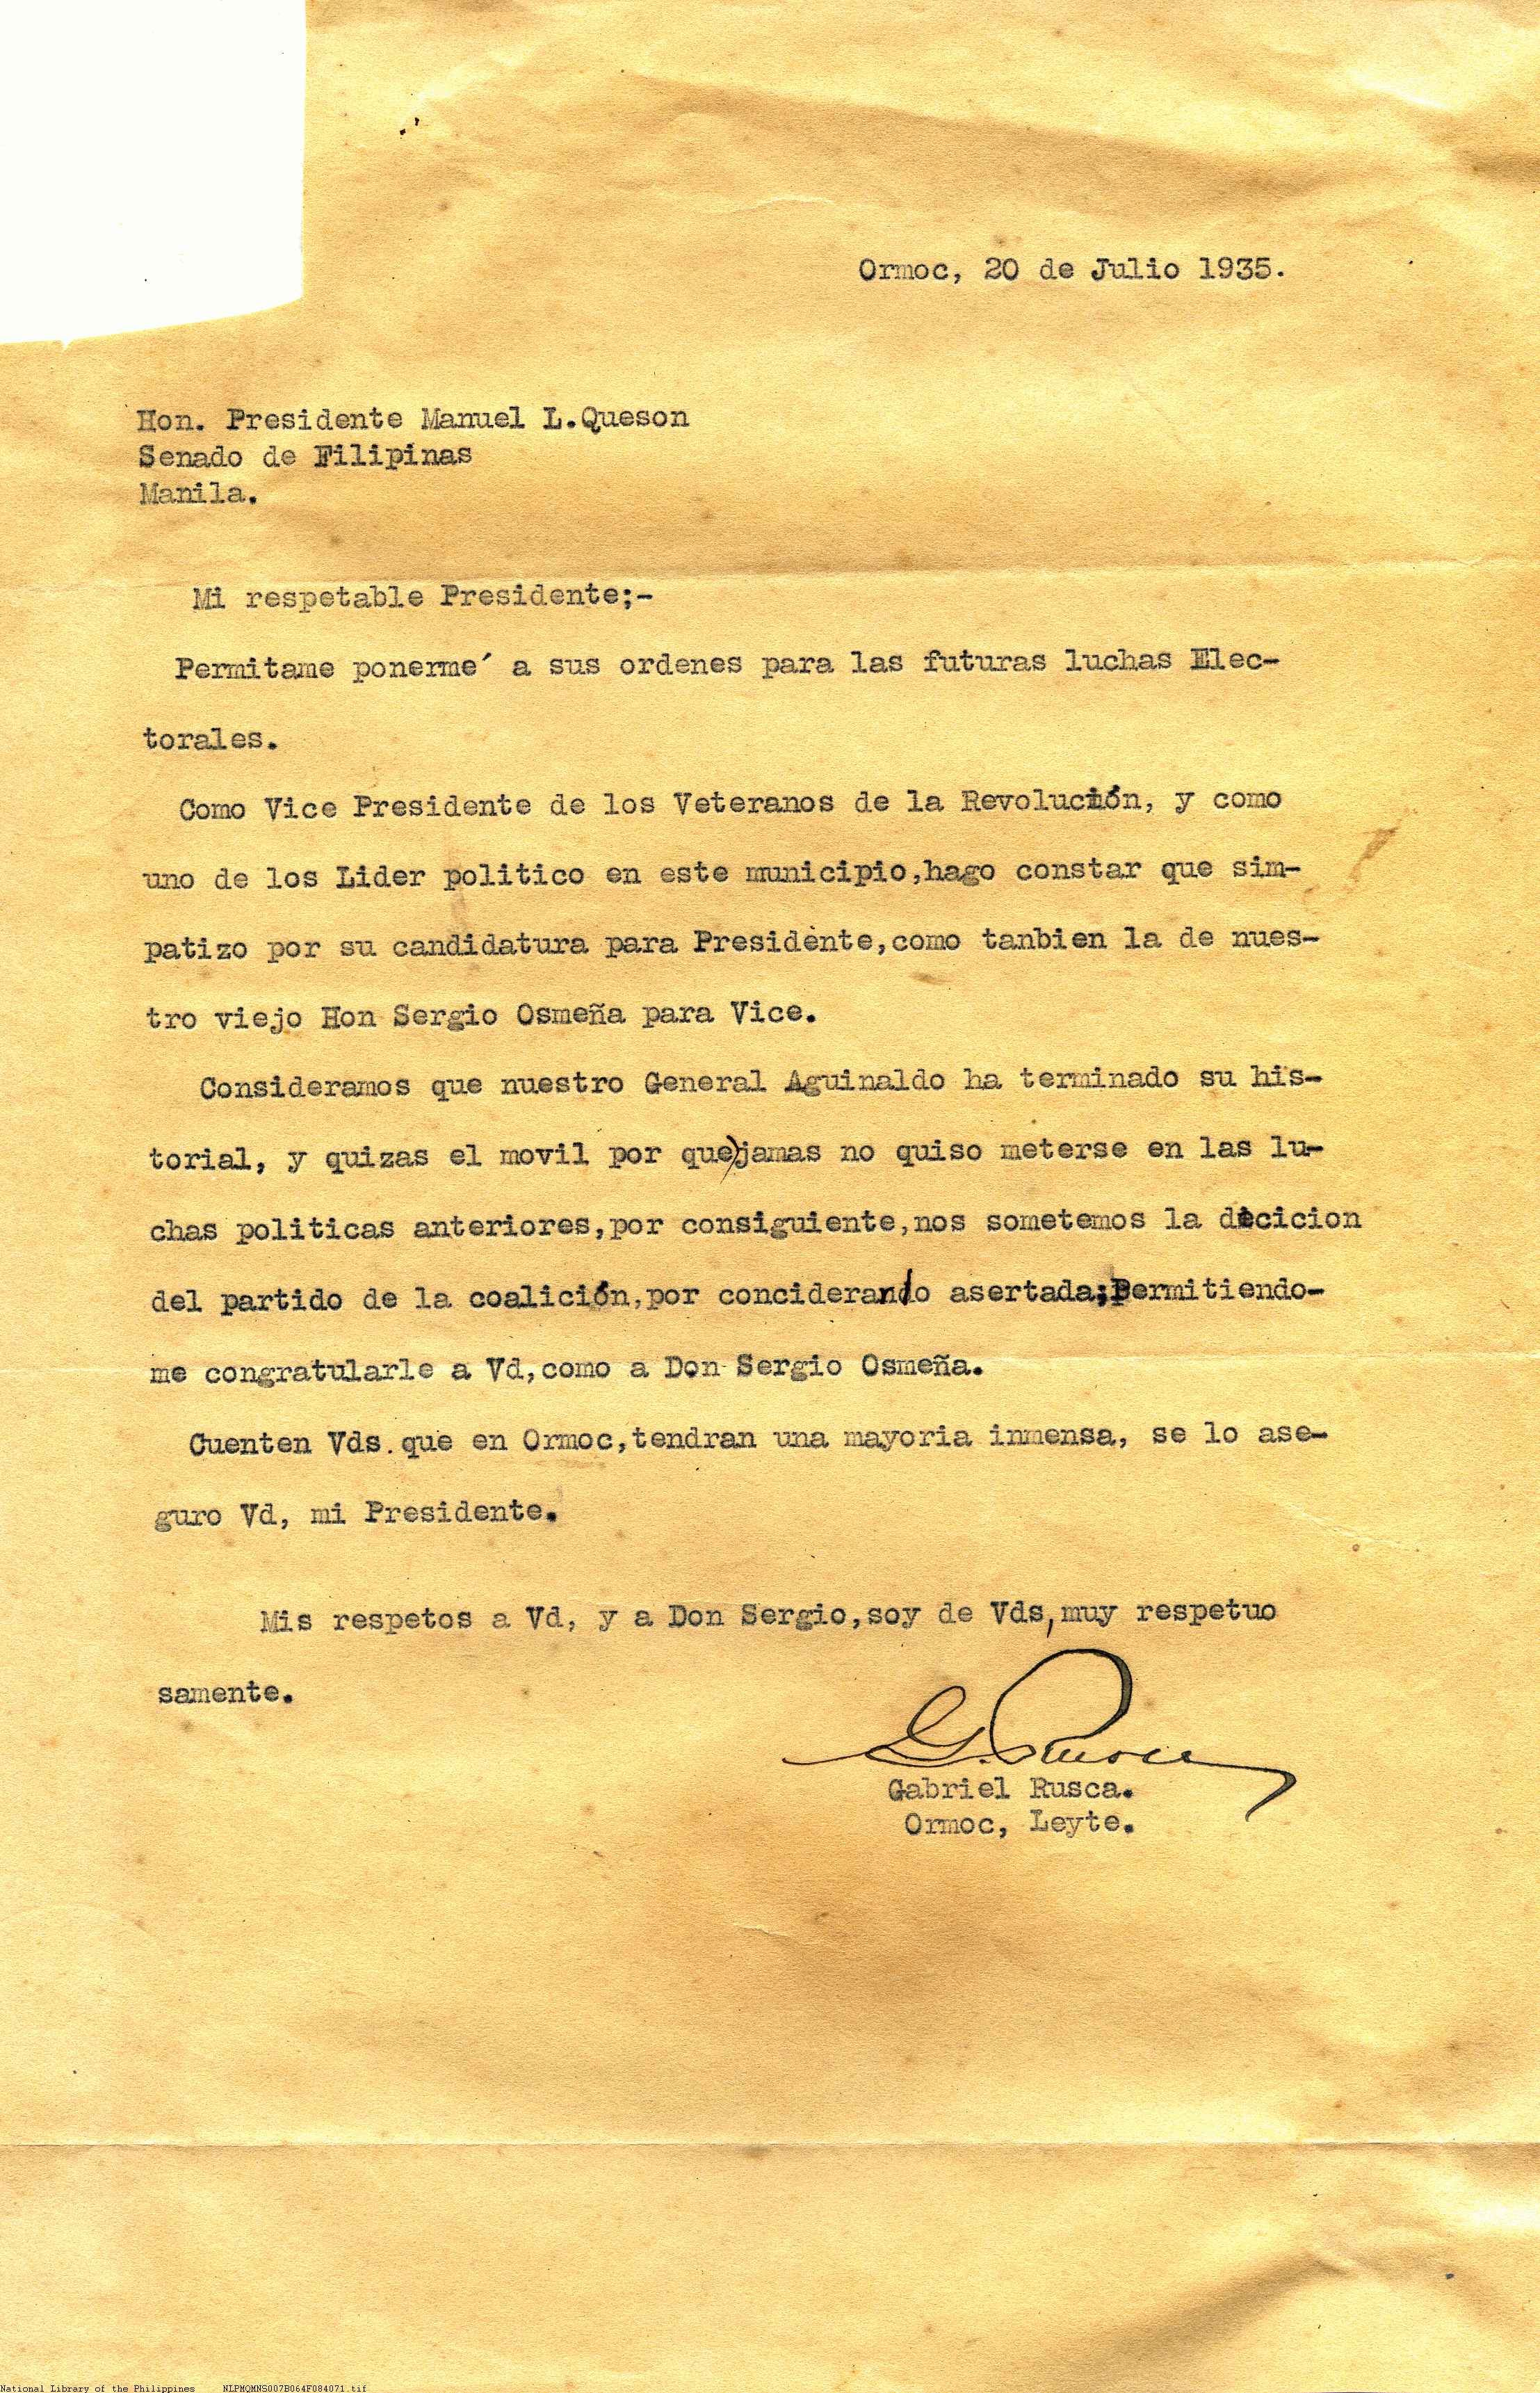 Ormoc, 20 de Julio 1935.
Hon. Presidente Manuel L.Queson
Senado de Filipinas
Manila.
Mi respetable Presidente;-
Permitame ponerme´ a sus ordenes para las futuras luchas Elec-
torales.
Como Vice Presidente de los Veteranos de la Revolución, y como
uno de los Lider politico en este municipio,hago constar que sim-
patizo por su candidatura para Presidente,como tanbien la de nues-
tro viejo Hon Sergio Osmeña para Vice.
Consideramos que nuestro General Aguinaldo ha terminado su his-
torial, y quizas el movil por que)jamas no quiso meterse en las lu-
chas politicas anteriores,por consiguiente,nos sometemos la decicion
del partido de la coalición,por conciderando asertada;Permitiendo-
me congratularle a Vd,como a Don Sergio Osmeña.
Cuenten Vds.que en Ormoc,tendran una mayoria inmensa, se lo ase-
guro Vd, mi Presidente.
Mis respetos a Vd, y a Don Sergio,soy de Vds,muy respetuo
samente.
G. Rusca
Gabriel Rusca.
Ormoc, Leyte.
National Library of the Philippines NLPMQMNS007B064F084071.tif